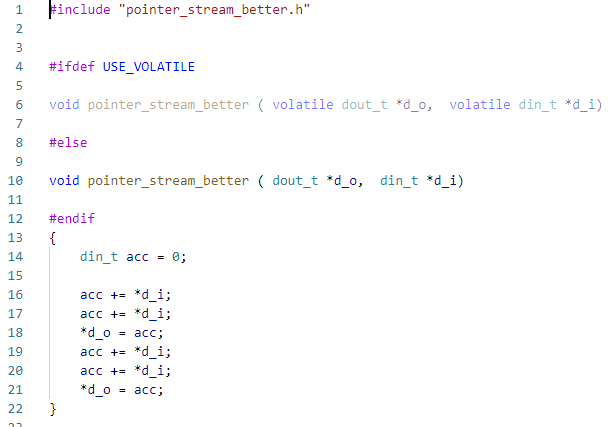 1 #include "pointer_stream_better.h"
2
3
4 #ifdef USE_VOLATILE
5
6 void pointer_stream_better ( volatile dout_t *d_o,  volatile din_t *d_i)
7
8 #else
9
10 void pointer_stream_better ( dout_t *d_o,  din_t *d_i)
11
12 #endif
13 {
14     din_t acc = 0;
15
16     acc += *d_i;
17     acc += *d_i;
18     *d_o = acc;
19     acc += *d_i;
20     acc += *d_i;
21     *d_o = acc;
22 }
23